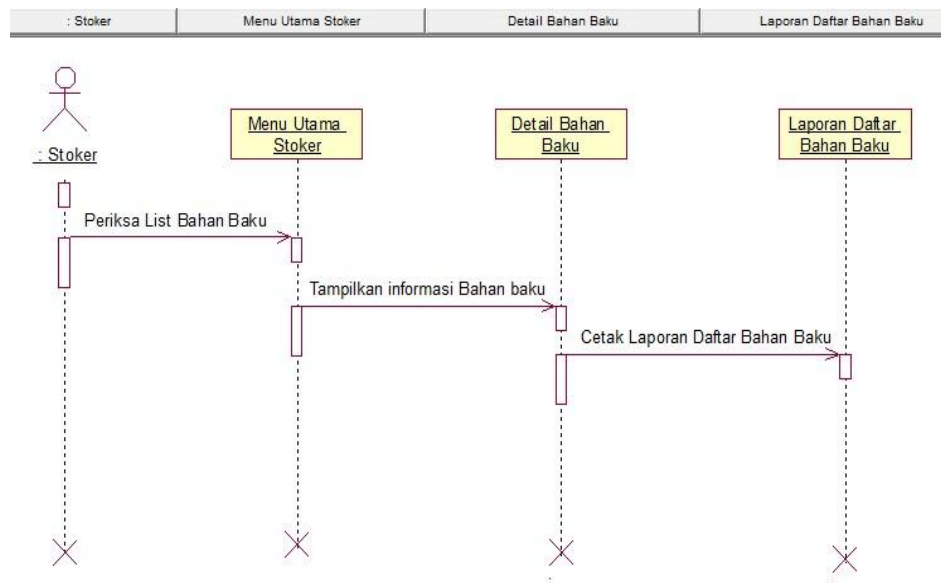 : Stoker
Menu Utama Stoker
Detail Bahan Baku
Laporan Daftar Bahan Baku
Menu Utama
Stoker
Detail Bahan
Baku
Laporan Daftar
Bahan Baku
: Stoker
Periksa List Bahan Baku
Tampilkan informasi Bahan baku
Cetak Laporan Daftar Bahan Baku